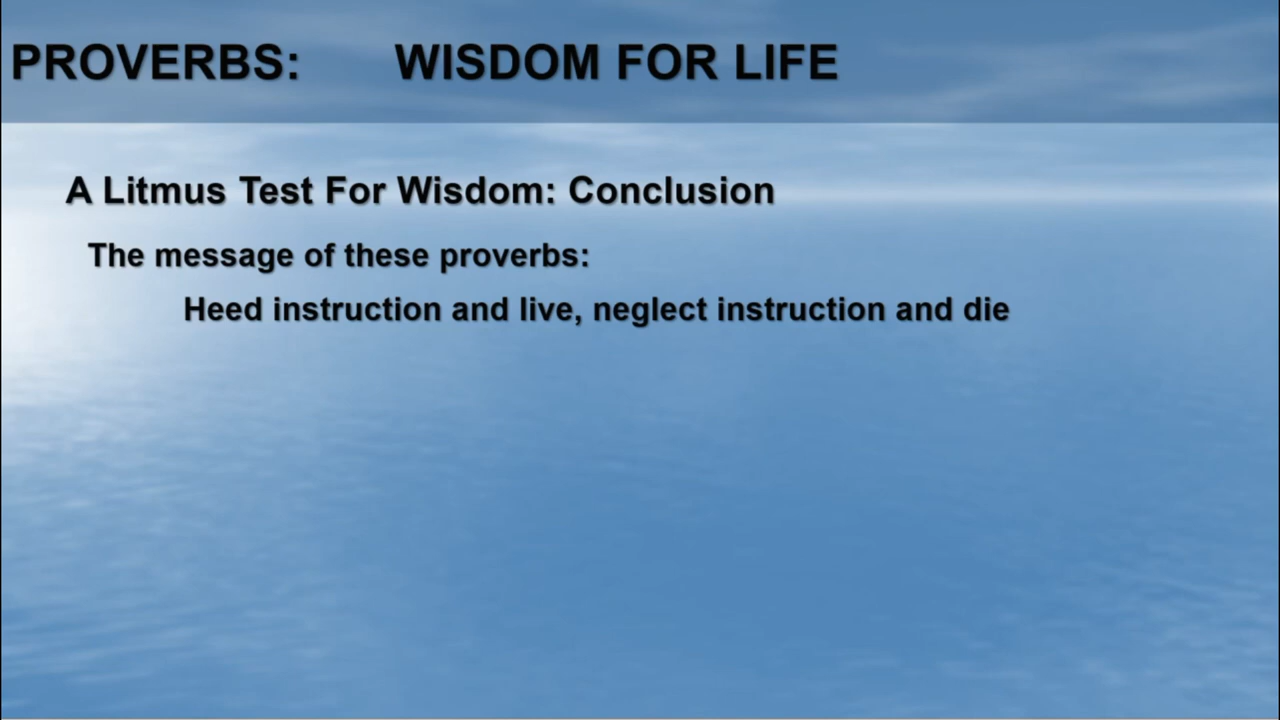 PROVERBS: WISDOM FOR LIFE
A Litmus Test For Wisdom: Conclusion
The message of these proverbs:
Heed instruction and live, neglect instruction and die